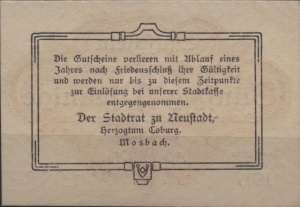 Die Gutscheine verlieren mit Ablauf eines
Jahres nach Friedensschluß ihre Gültigkeit
und werden nur bis zu diesem Zeitpunkte
zur Einlösung bei unserer Stadtkasse
entgegengenommen.
Der Stadtrat zu Neustadt,
Herzogtum Coburg.
Mosbach.